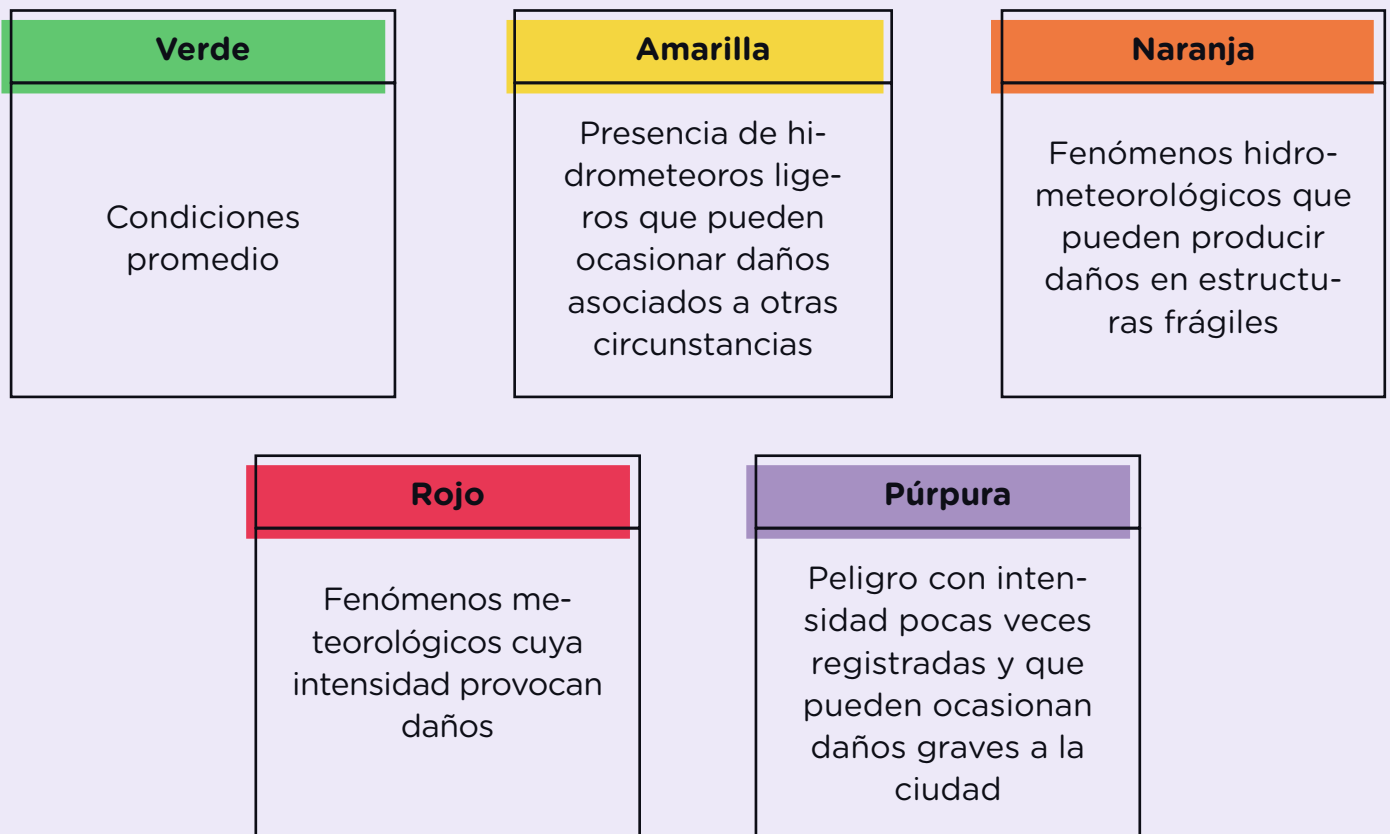 Verde
Condiciones
promedio
Amarilla
Presencia de hi-
drometeoros lige-
ros que pueden
ocasionar daños
asociados a otras
circunstancias
Naranja
Fenómenos hidro-
meteorológicos que
pueden producir
daños en estructu-
ras frágiles
Rojo
Fenómenos me-
teorológicos cuya
intensidad provocan
daños
Púrpura
Peligro con inten-
sidad pocas veces
registradas y que
pueden ocasionan
daños graves a la
ciudad